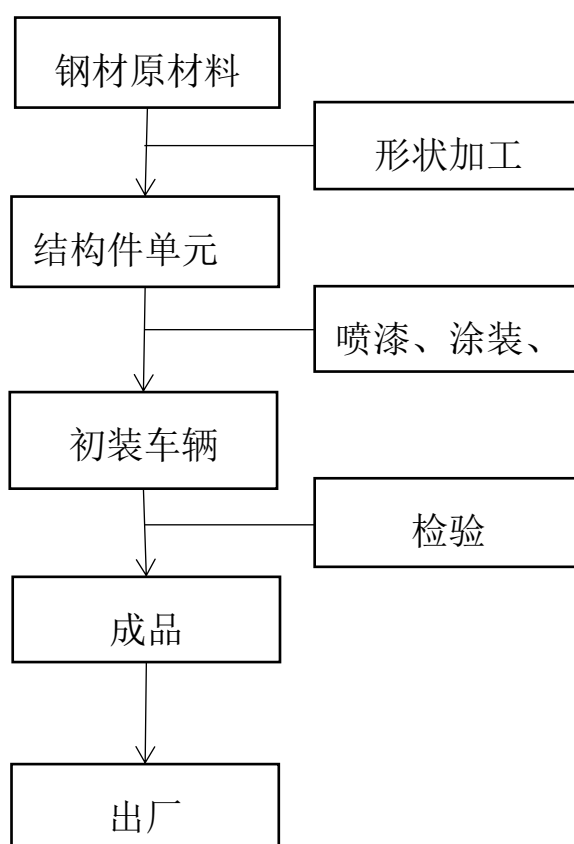 钢材原材料
形状加工
结构件单元
喷漆、涂装、
初装车辆
检验
成品
出厂